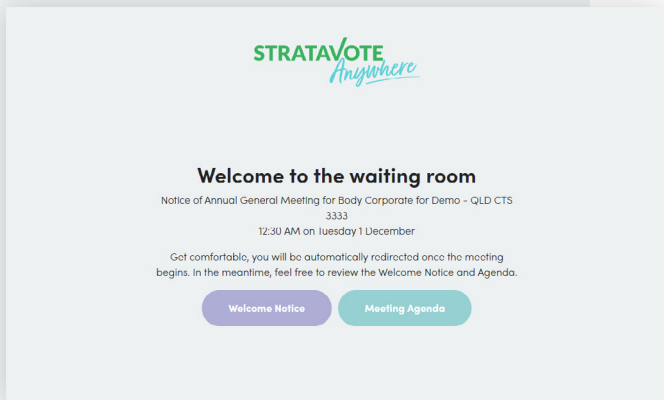 STRATAVOTE
Anywhere
Welcome to the waiting room
Notice of Annual General Meeting for Body Corporate for Demo - QLD CTS
3333
12:30 AM on Tuesday 1 December
Get comfortable, you will be automatically redirected once the meeting
begins. In the meantime, feel free to review the Welcome Notice and Agenda.
Welcome Notice
Meeting Agenda